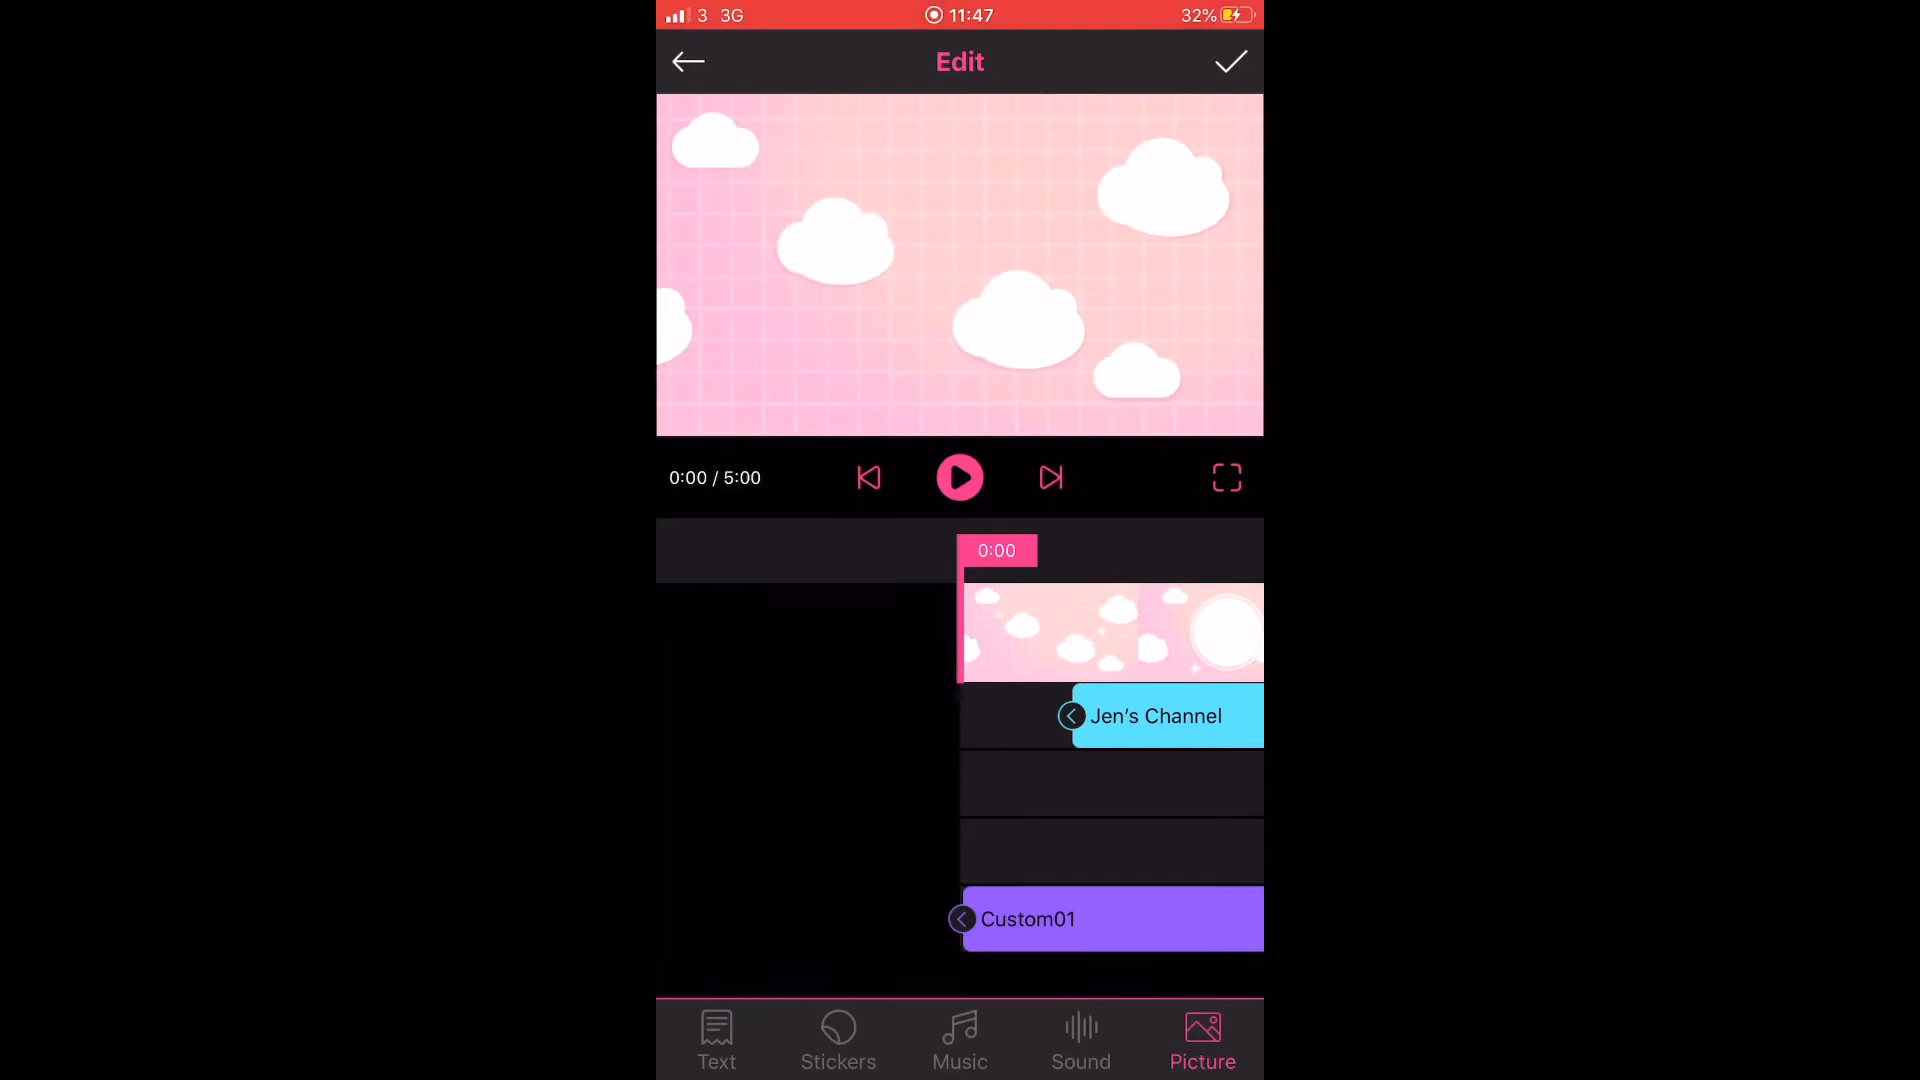 3 3G 11:47 32%
Edit
0:00 / 5:00
0:00
Jen’s Channel
Custom01
Text Stickers Music Sound Picture